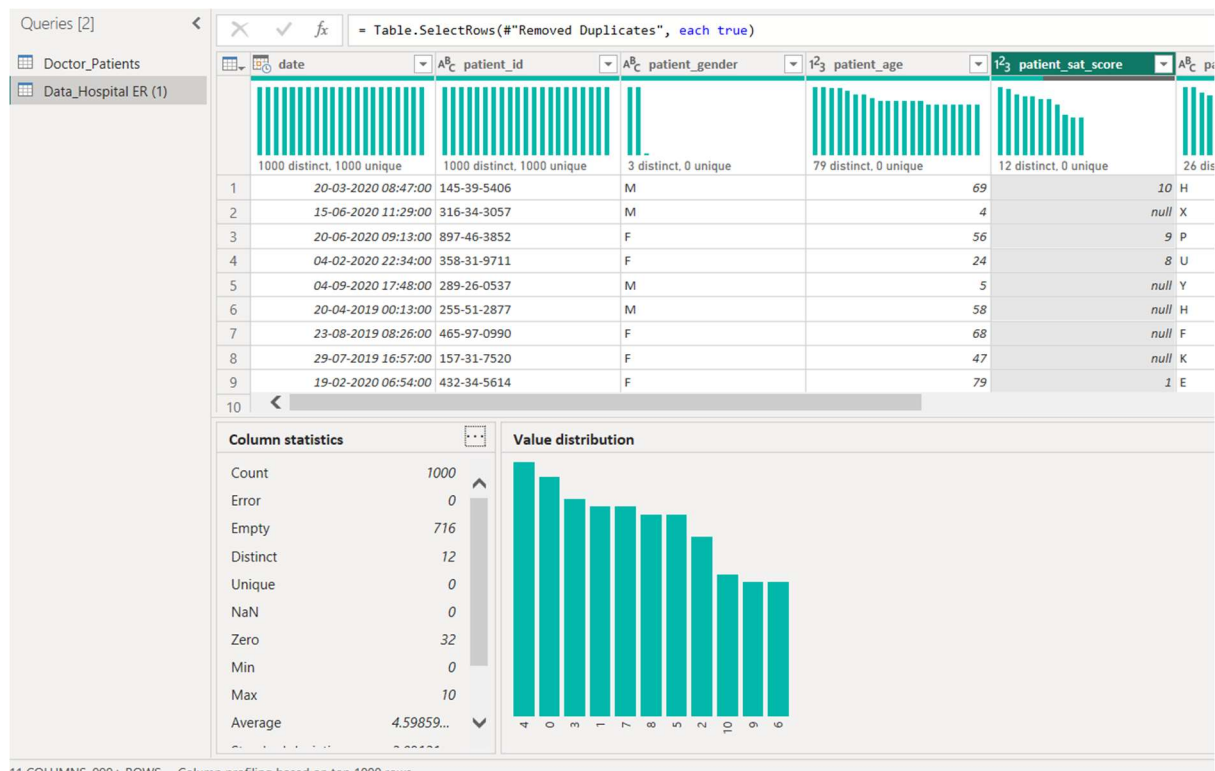 Queries [2]
= Table.SelectRows(#"Removed Duplicates", each true)
Doctor_Patients
Data_Hospital ER (1)
date ABC patient_id ABC patient_gender 123 patient_age 123 patient_sat_score ABC
1000 distinct, 1000 unique 1000 distinct, 1000 unique 3 distinct, 0 unique 79 distinct, 0 unique 12 distinct, 0 unique 26
1 20-03-2020 08:47:00 145-39-5406 M 69 10 H
2 15-06-2020 11:29:00 316-34-3057 M 4 null X
3 20-06-2020 09:13:00 897-46-3852 F 56 9 P
4 04-02-2020 22:34:00 358-31-9711 F 24 8 U
5 04-09-2020 17:48:00 289-26-0537 M 5 null Y
6 20-04-2019 00:13:00 255-51-2877 M 58 null H
7 23-08-2019 08:26:00 465-97-0990 F 68 null F
8 29-07-2019 16:57:00 157-31-7520 F 47 null K
9 19-02-2020 06:54:00 432-34-5614 F 79 1 E
10
Column statistics
Count 1000
Error 0
Empty 716
Distinct 12
Unique 0
NaN 0
Zero 32
Min 0
Max 10
Average 4.59859...
Value distribution
4 0 3 1 7 8 5 2 10 9 6